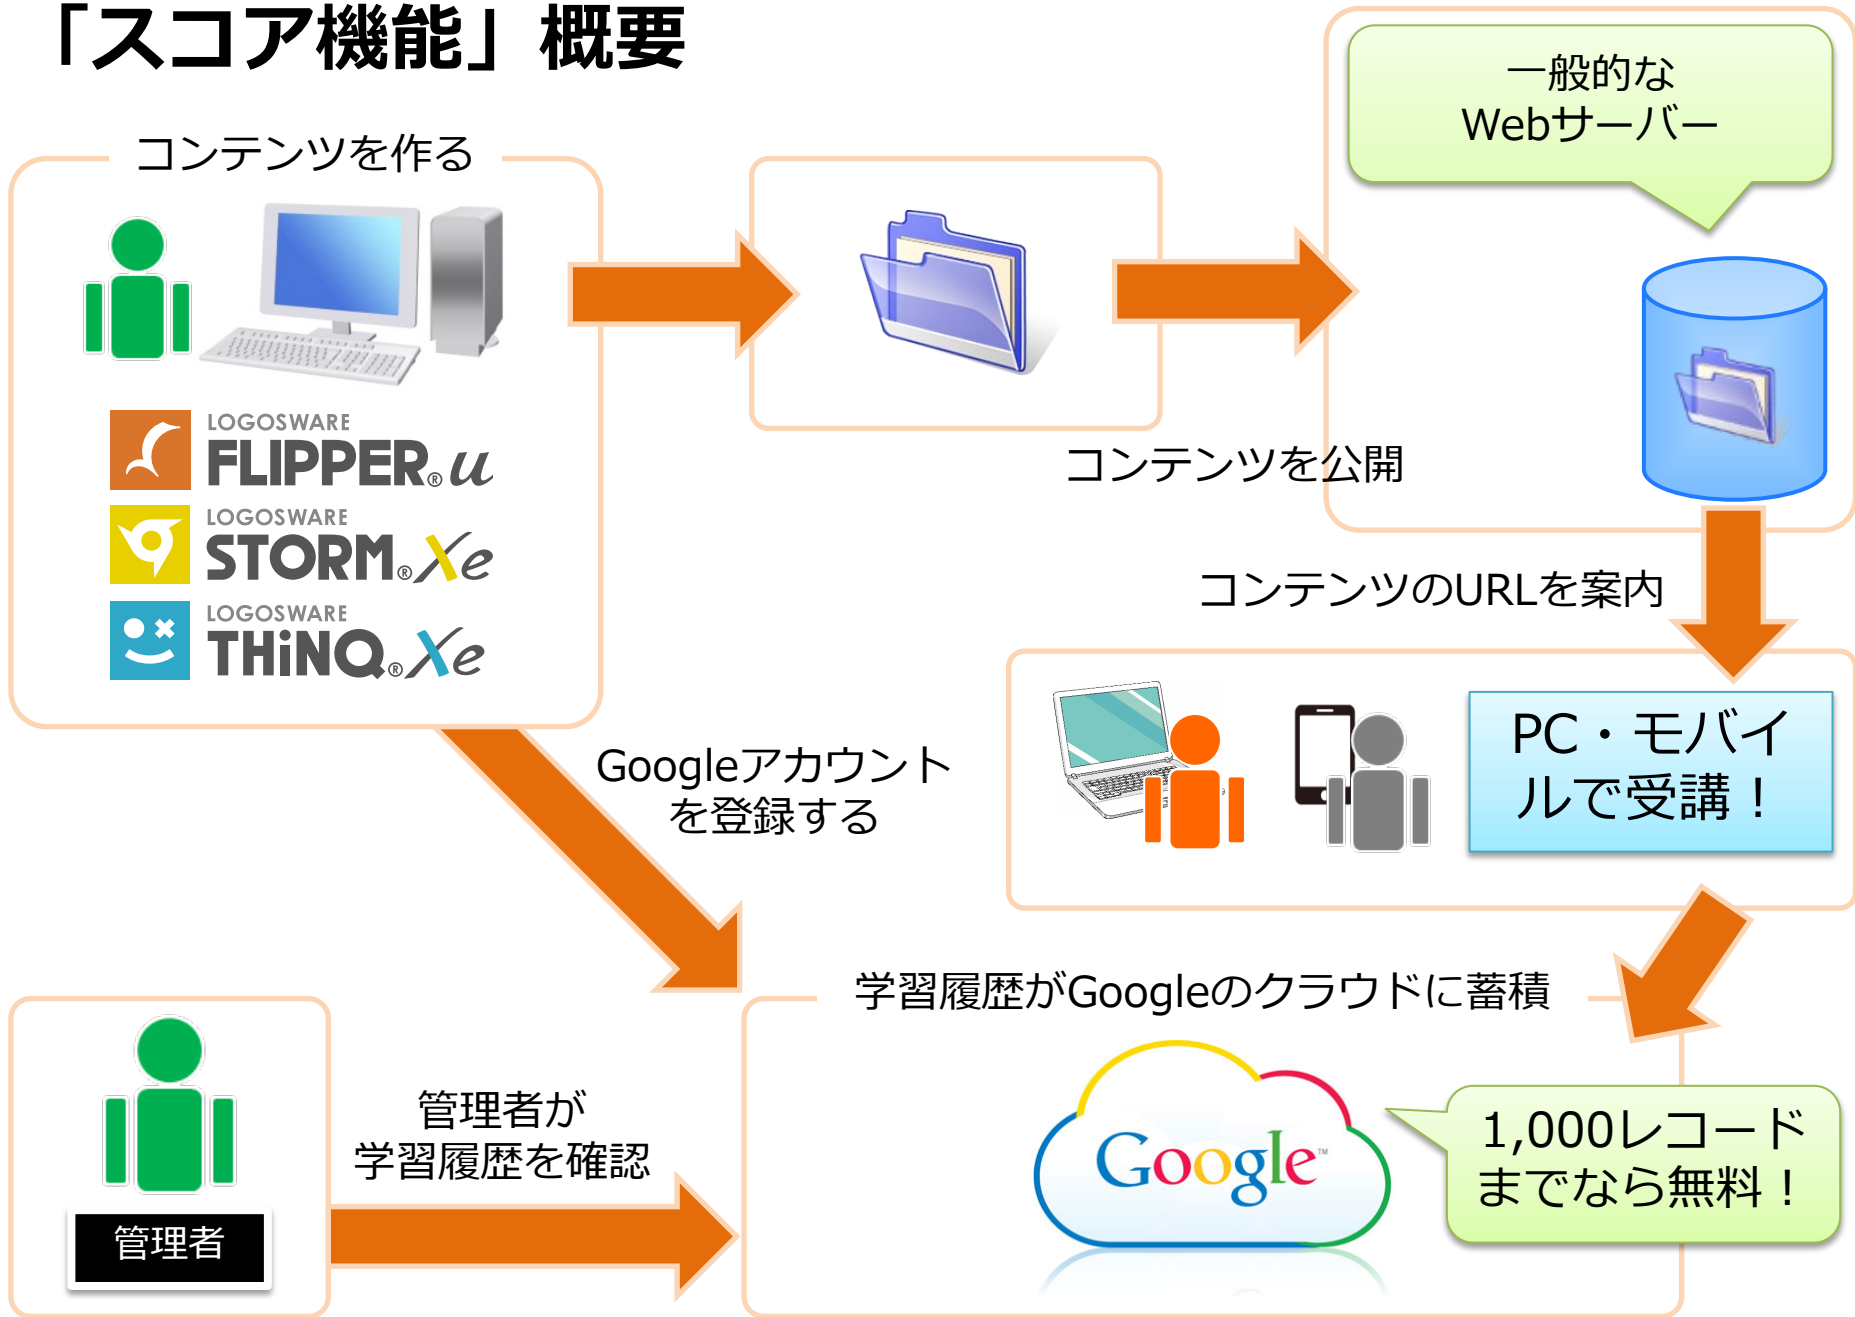 「スコア機能」概要
一般的な
Webサーバー
コンテンツを作る
LOGOSWARE
FLIPPER® u
LOGOSWARE
STORM® Xe
LOGOSWARE
THiNQ® Xe
コンテンツを公開
コンテンツのURLを案内
PC・モバイ
ルで受講！
Googleアカウント
を登録する
学習履歴がGoogleのクラウドに蓄積
管理者が
学習履歴を確認
管理者
Google™
1,000レコード
までなら無料！